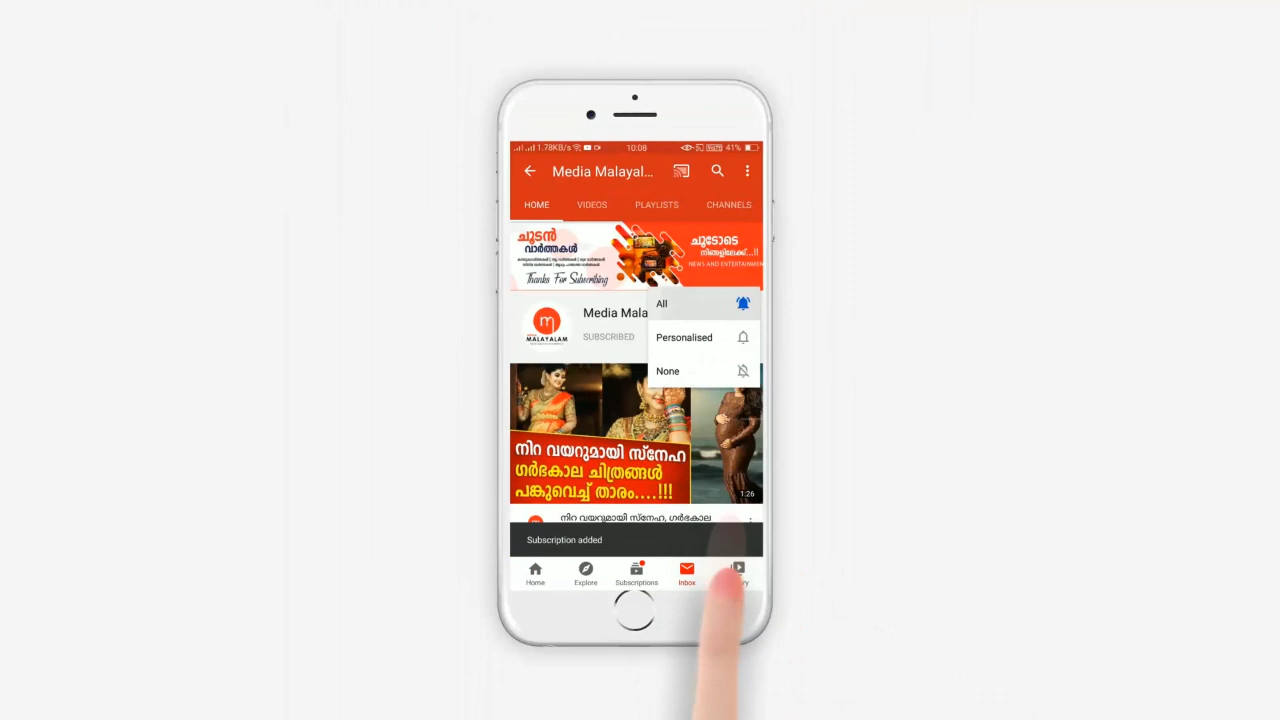 1.78KB/s 10:08 41%
Media Malayal...
HOME VIDEOS PLAYLISTS CHANNELS
ചൂടൻ
വാർത്തകൾ
Thanks For Subscribing
ചൂടോടെ
നിങ്ങളിലേക്ക്...!!
NEWS AND ENTERTAINMEN
All
Media Mala
SUBSCRIBED
Personalised
None
m
MALAYALAM
നിറ വയറുമായി സ്നേഹ
ഗർഭകാല ചിത്രങ്ങൾ
പങ്കുവെച്ച് താരം....!!!
1:26
നിറ വയറുമായി സ്നേഹ, ഗർഭകാല
Subscription added
Home Explore Subscriptions Inbox